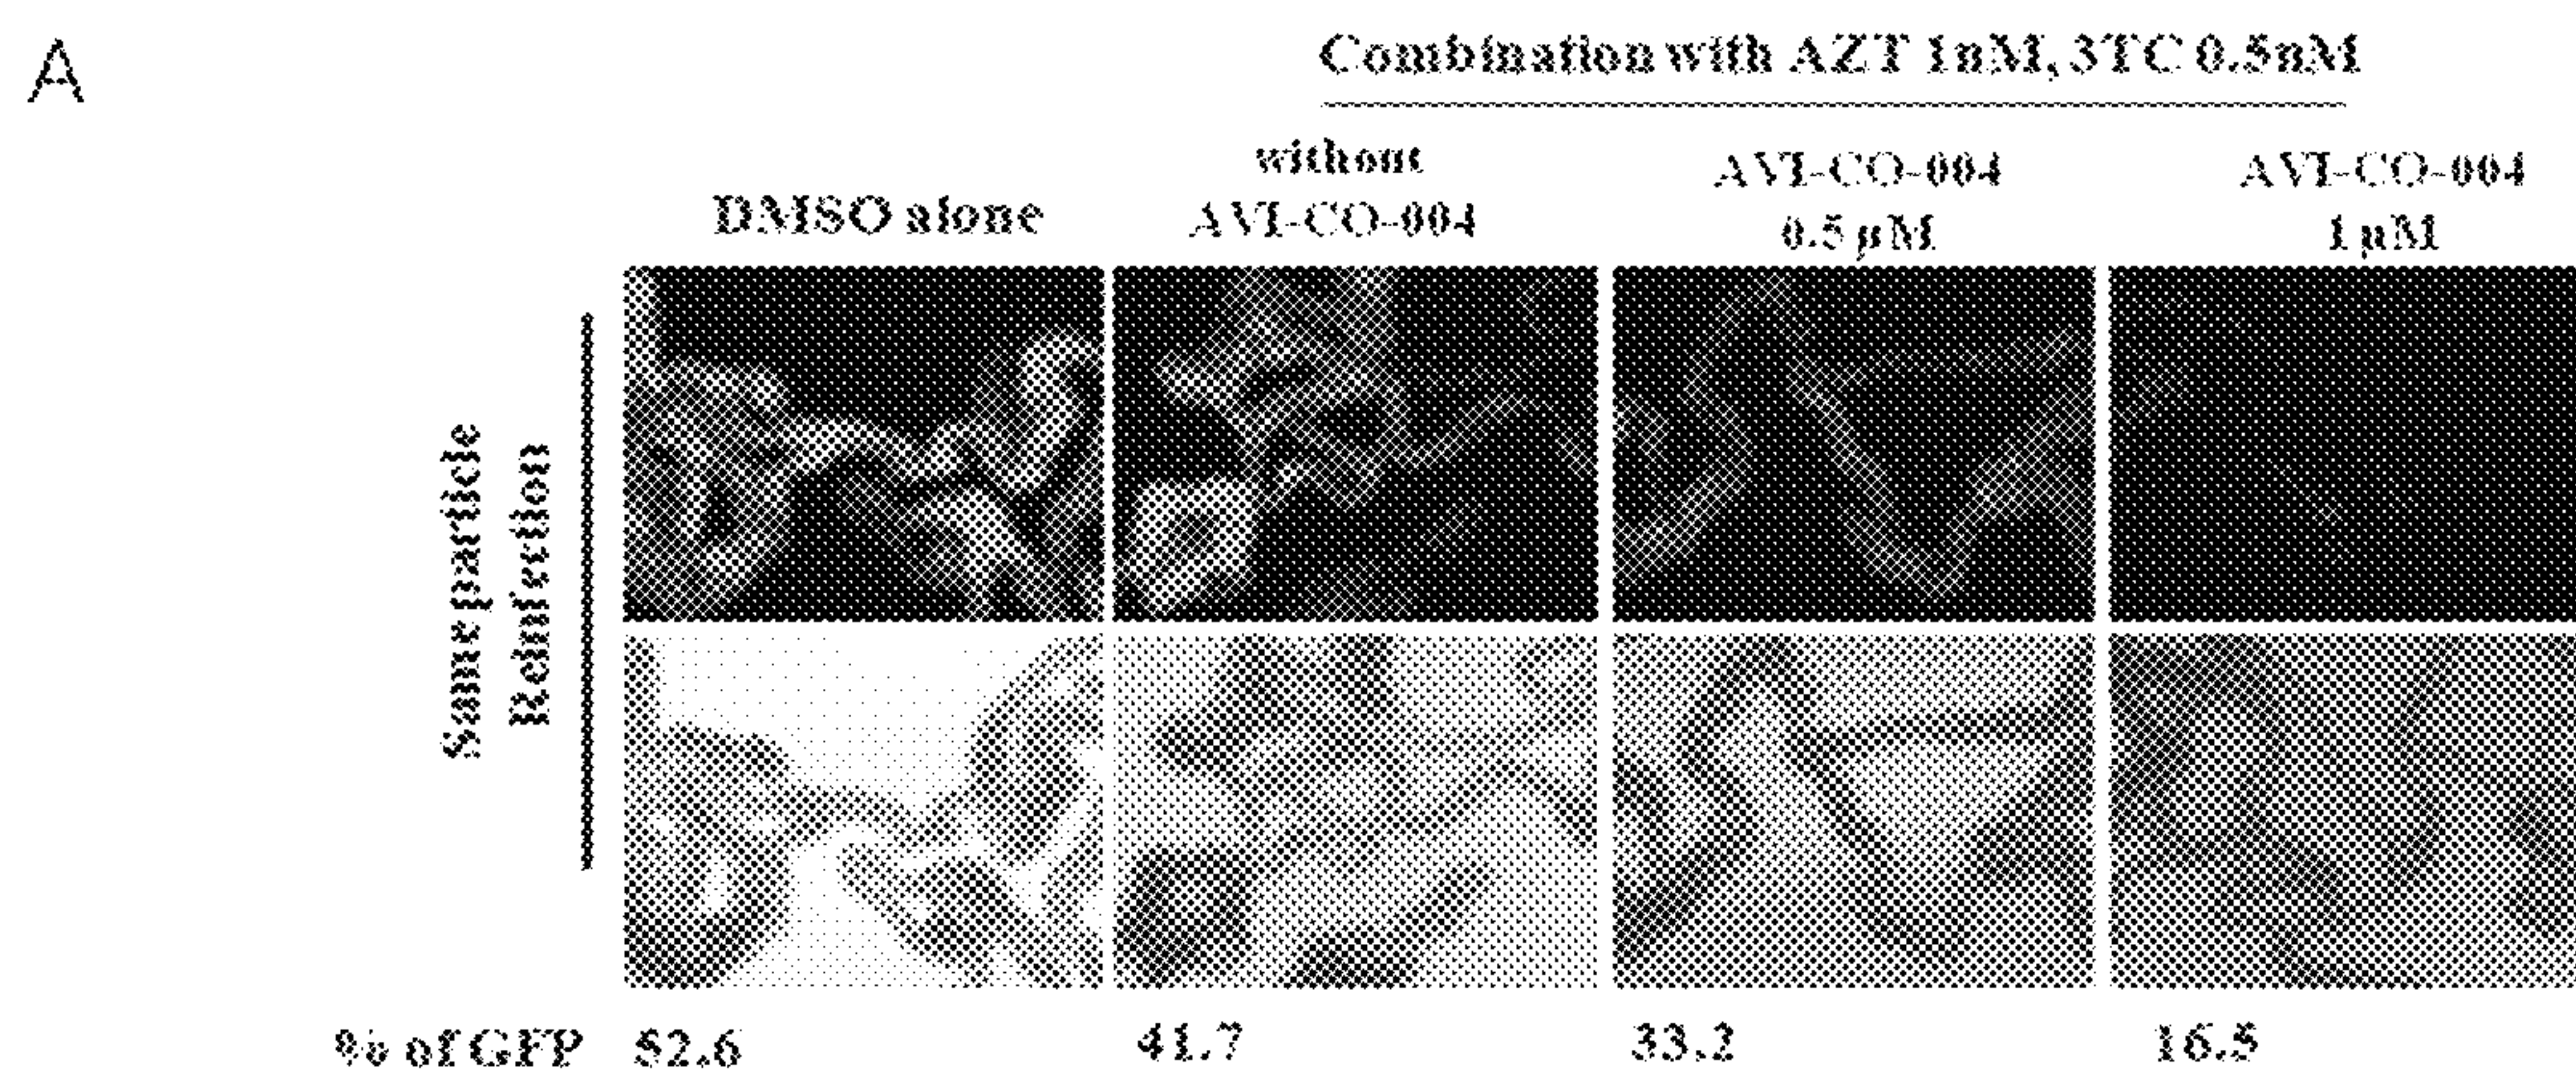 A
Combination with AZT 1nM, 3TC 0.5nM
DMSO alone
without
AVI-CO-004
AVI-CO-004
0.5 μM
AVI-CO-004
1 μM
Same particle
Reinfection
% of GFP 52.6 41.7 33.2 16.5